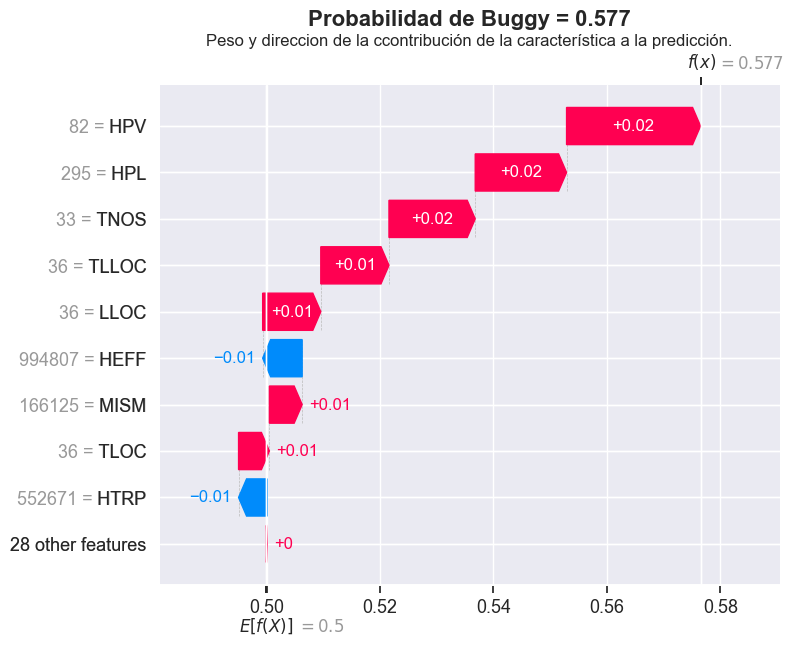 Probabilidad de Buggy = 0.577
Peso y direccion de la ccontribución de la característica a la predicción.
f(x) = 0.577
82 = HPV +0.02
295 = HPL +0.02
33 = TNOS +0.02
36 = TLLOC +0.01
36 = LLOC +0.01
994807 = HEFF −0.01
166125 = MISM +0.01
36 = TLOC +0.01
552671 = HTRP −0.01
28 other features +0
0.50 0.52 0.54 0.56 0.58
E[f(X)] = 0.5